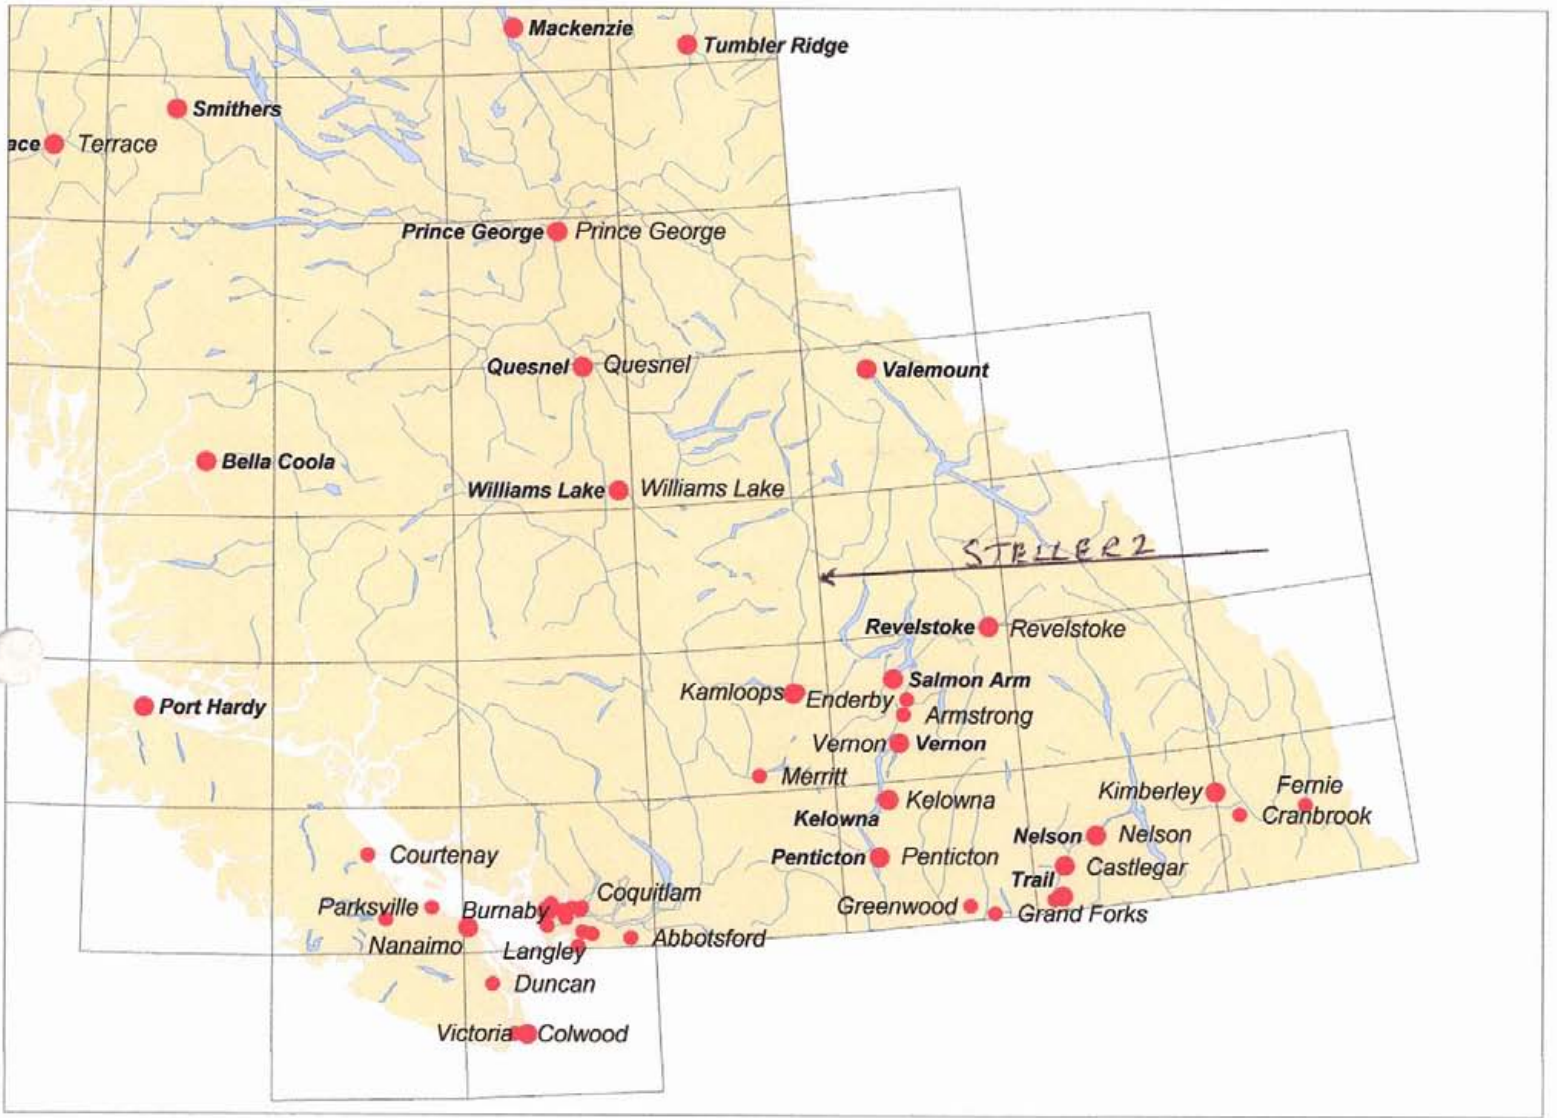 Mackenzie
Tumbler Ridge
Smithers
ace Terrace
Prince George Prince George
Quesnel Quesnel
Valemount
Bella Coola
Williams Lake Williams Lake
STELLER 2
Revelstoke Revelstoke
Salmon Arm
Kamloops Enderby
Port Hardy
Armstrong
Vernon Vernon
Merritt
Kimberley Fernie
Kelowna
Cranbrook
Kelowna
Nelson Nelson
Courtenay
Penticton Penticton
Castlegar
Trail
Coquitlam
Parksville Burnaby
Greenwood
Grand Forks
Nanaimo
Langley Abbotsford
Duncan
Victoria Colwood